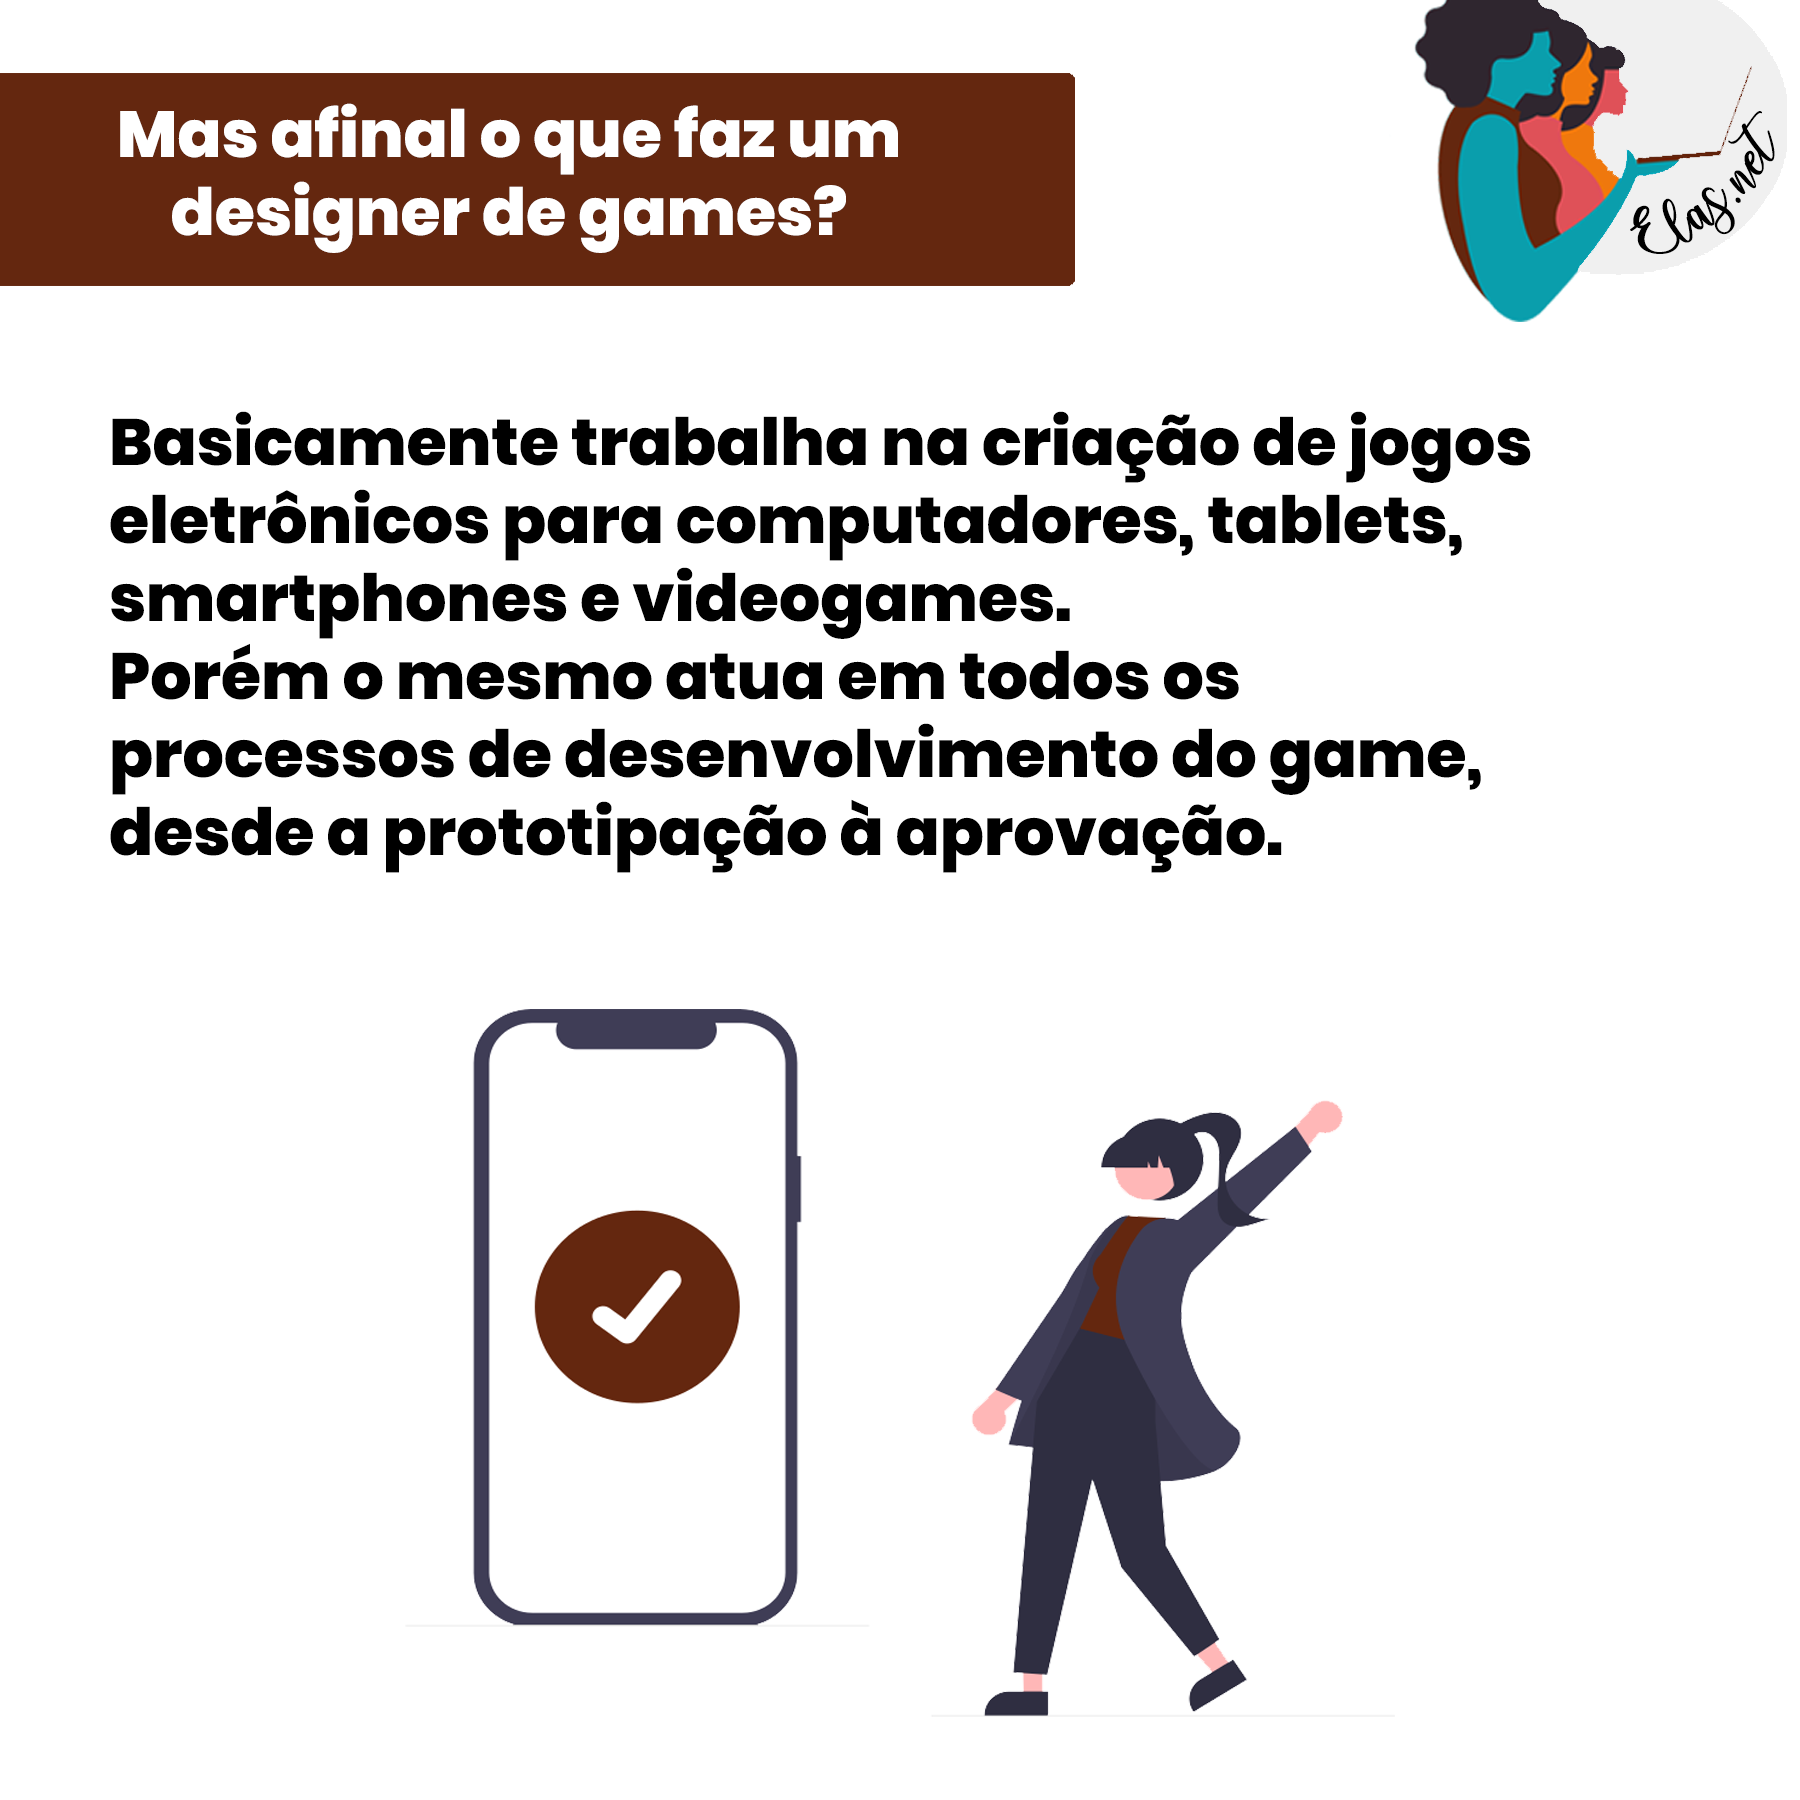 Mas afinal o que faz um
designer de games?
Elas.net
Basicamente trabalha na criação de jogos
eletrônicos para computadores, tablets,
smartphones e videogames.
Porém o mesmo atua em todos os
processos de desenvolvimento do game,
desde a prototipação à aprovação.